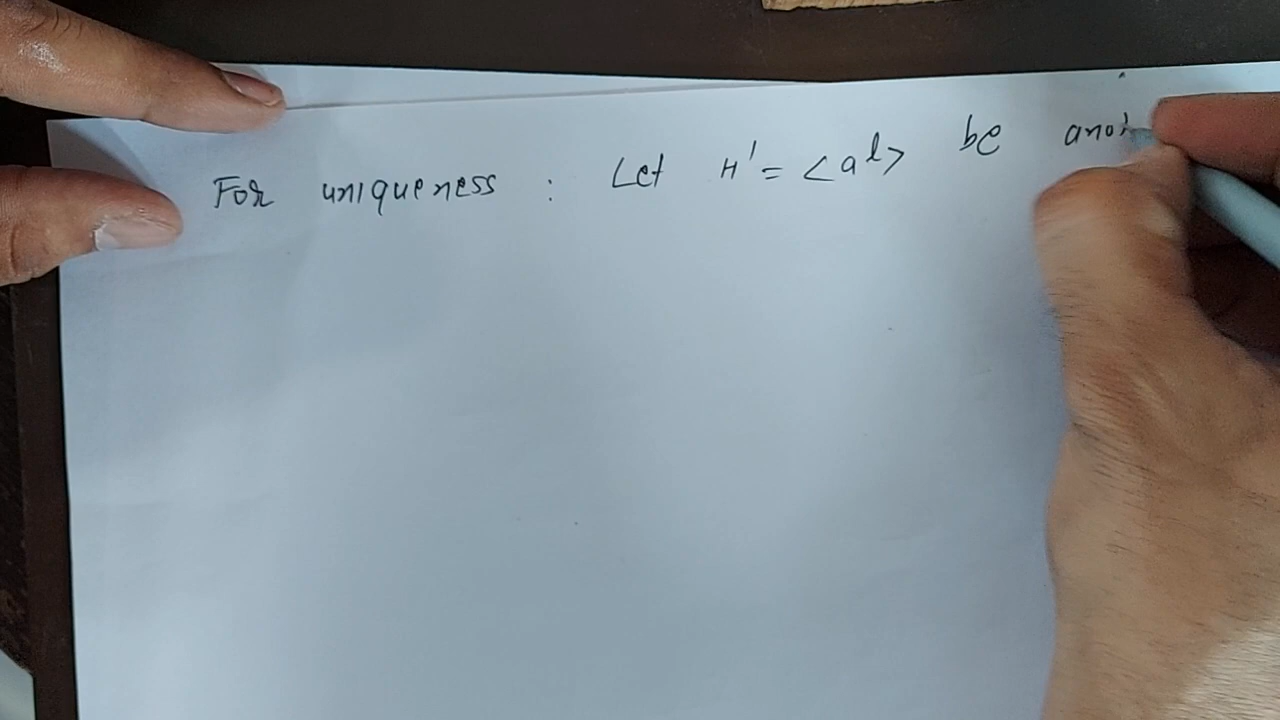 For uniqueness : Let H' = <a^l> be